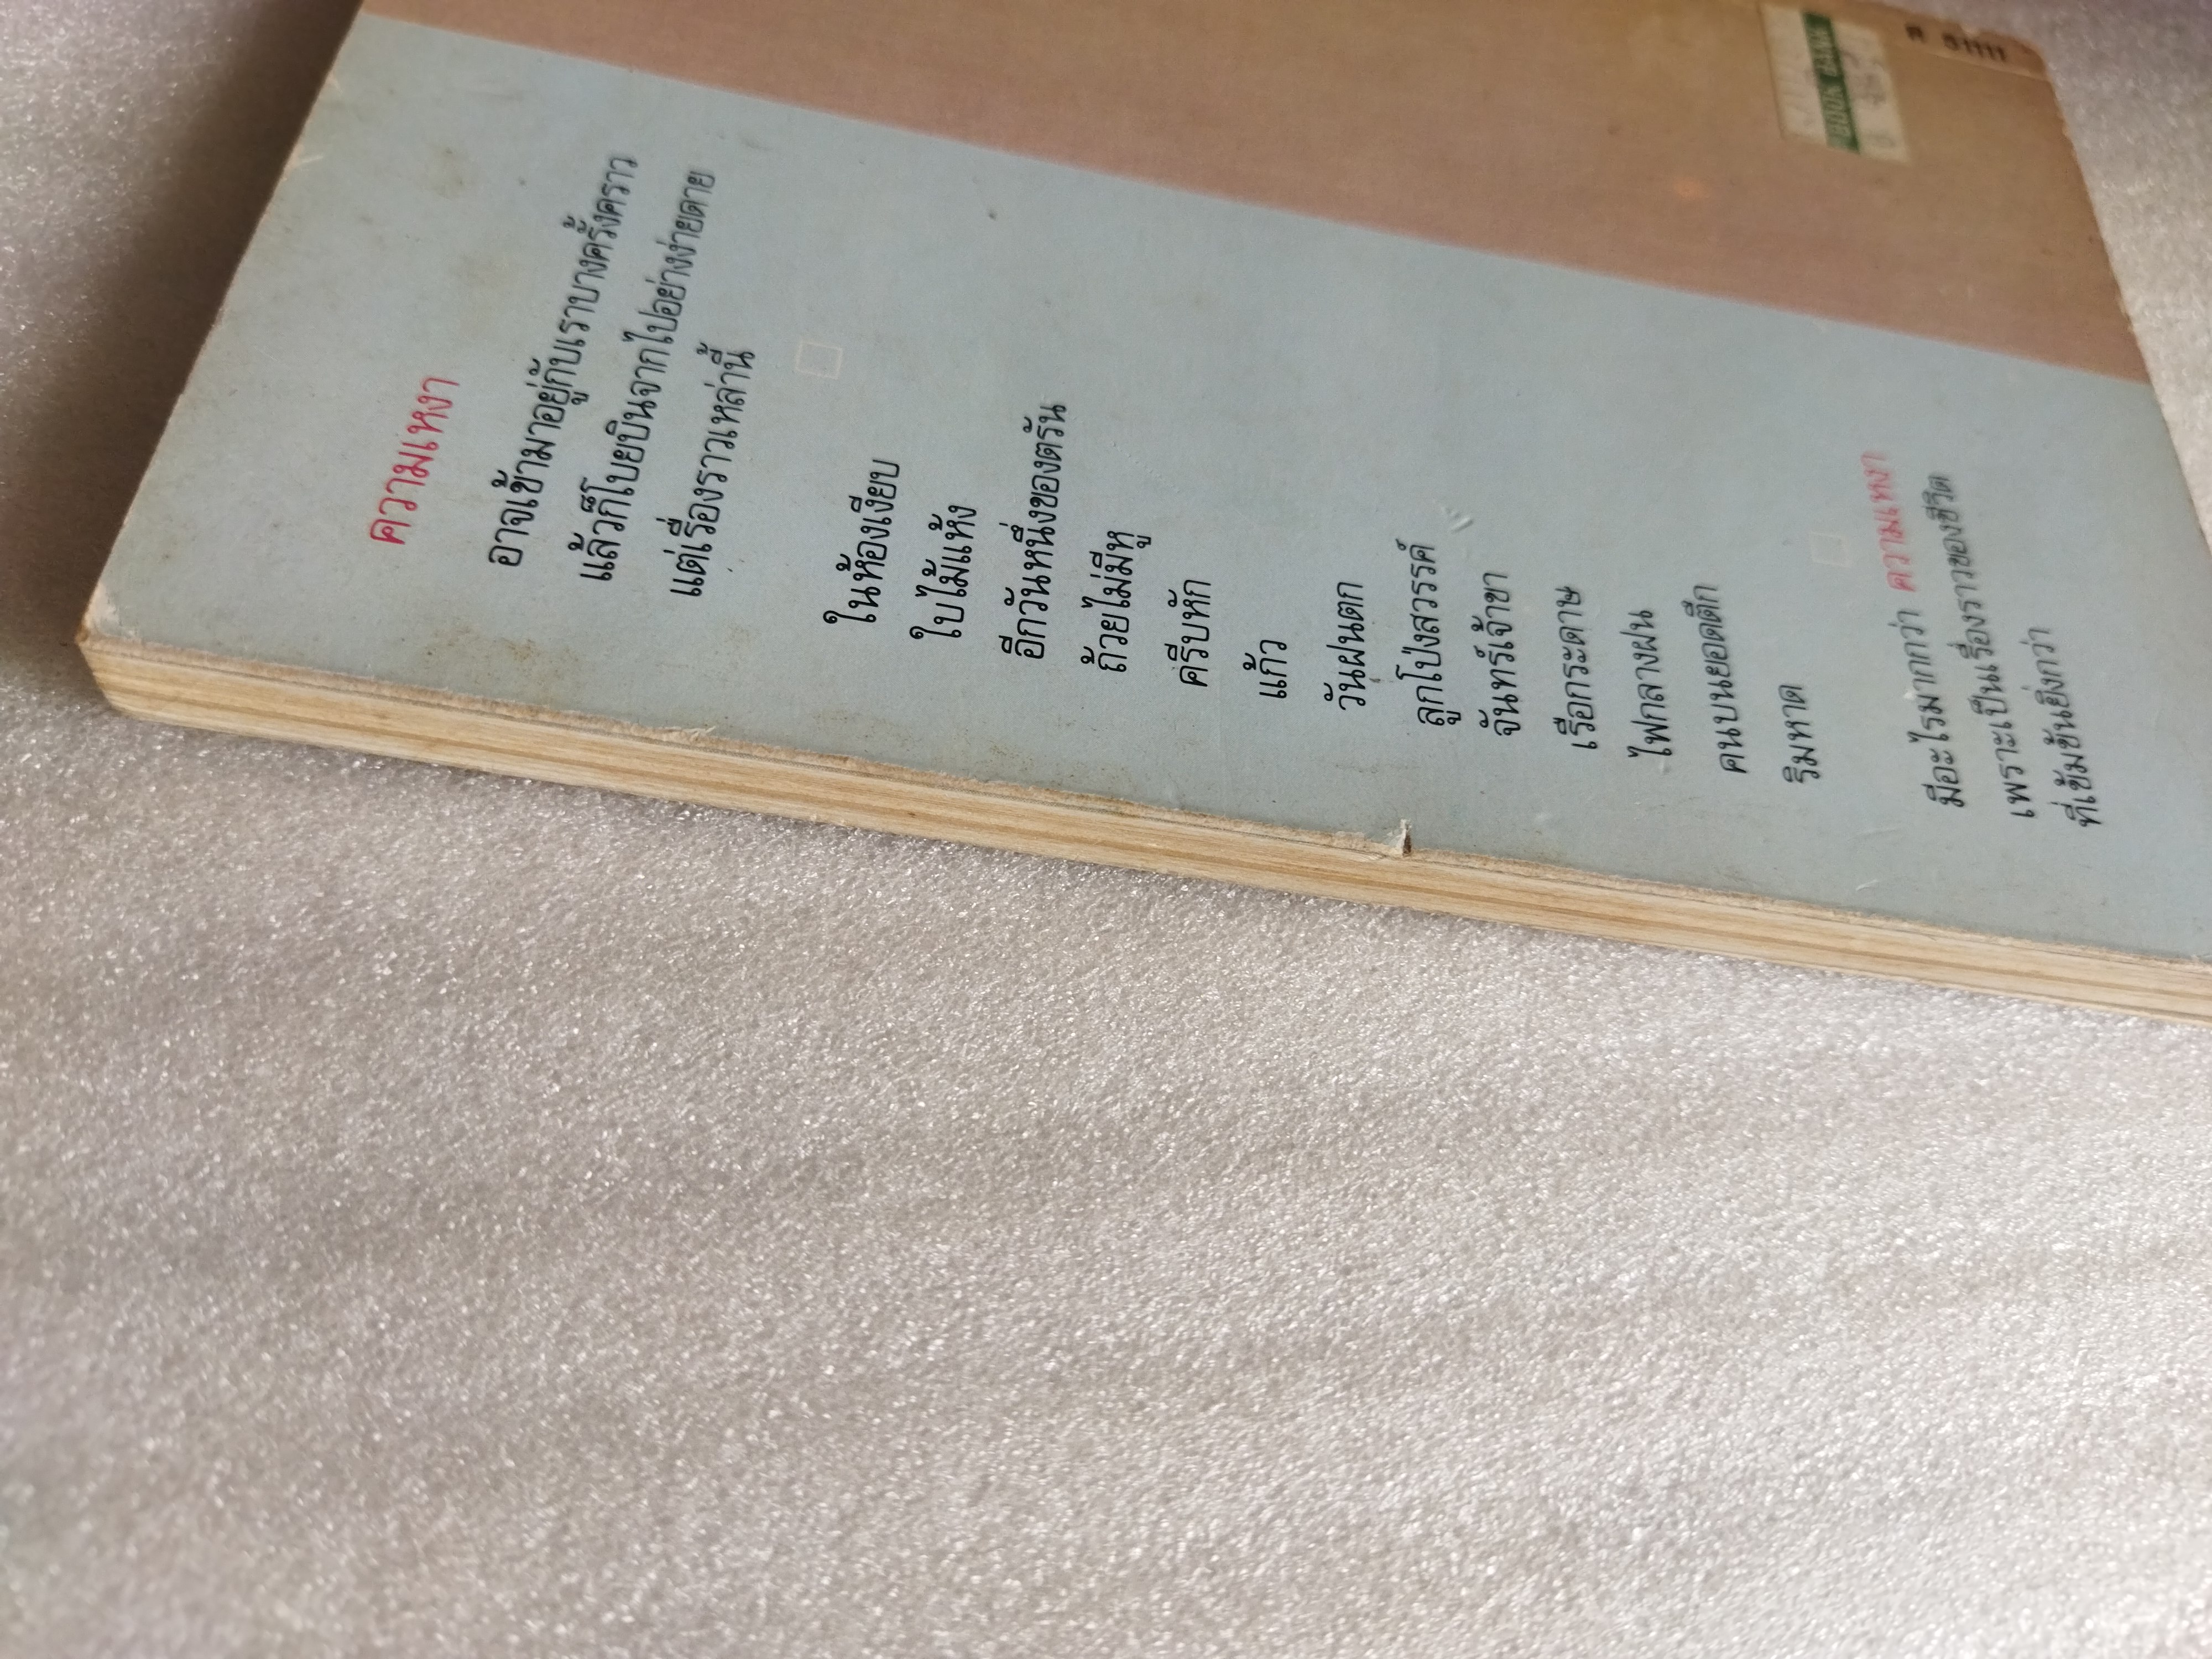 ความเหงา
อาจเข้ามาอยู่กับเราบางครั้งคราว
แล้วก็โบยบินจากไปอย่างง่ายดาย
แต่เรื่องราวเหล่านี้
ในห้องเงียบ
ใบไม้แห้ง
อีกวันหนึ่งของตรัน
ถ้วยไม่มีหู
ครีบหัก
แก้ว
วันฝนตก
ลูกโป่งสวรรค์
จันทร์เจ้าขา
เรือกระดาษ
ไฟกลางฝน
คนบนยอดตึก
ริมหาด
มีอะไรมากกว่า ความเหงา
เพราะเป็นเรื่องราวของชีวิต
ที่เข้มข้นยิ่งกว่า
BOOK BANK